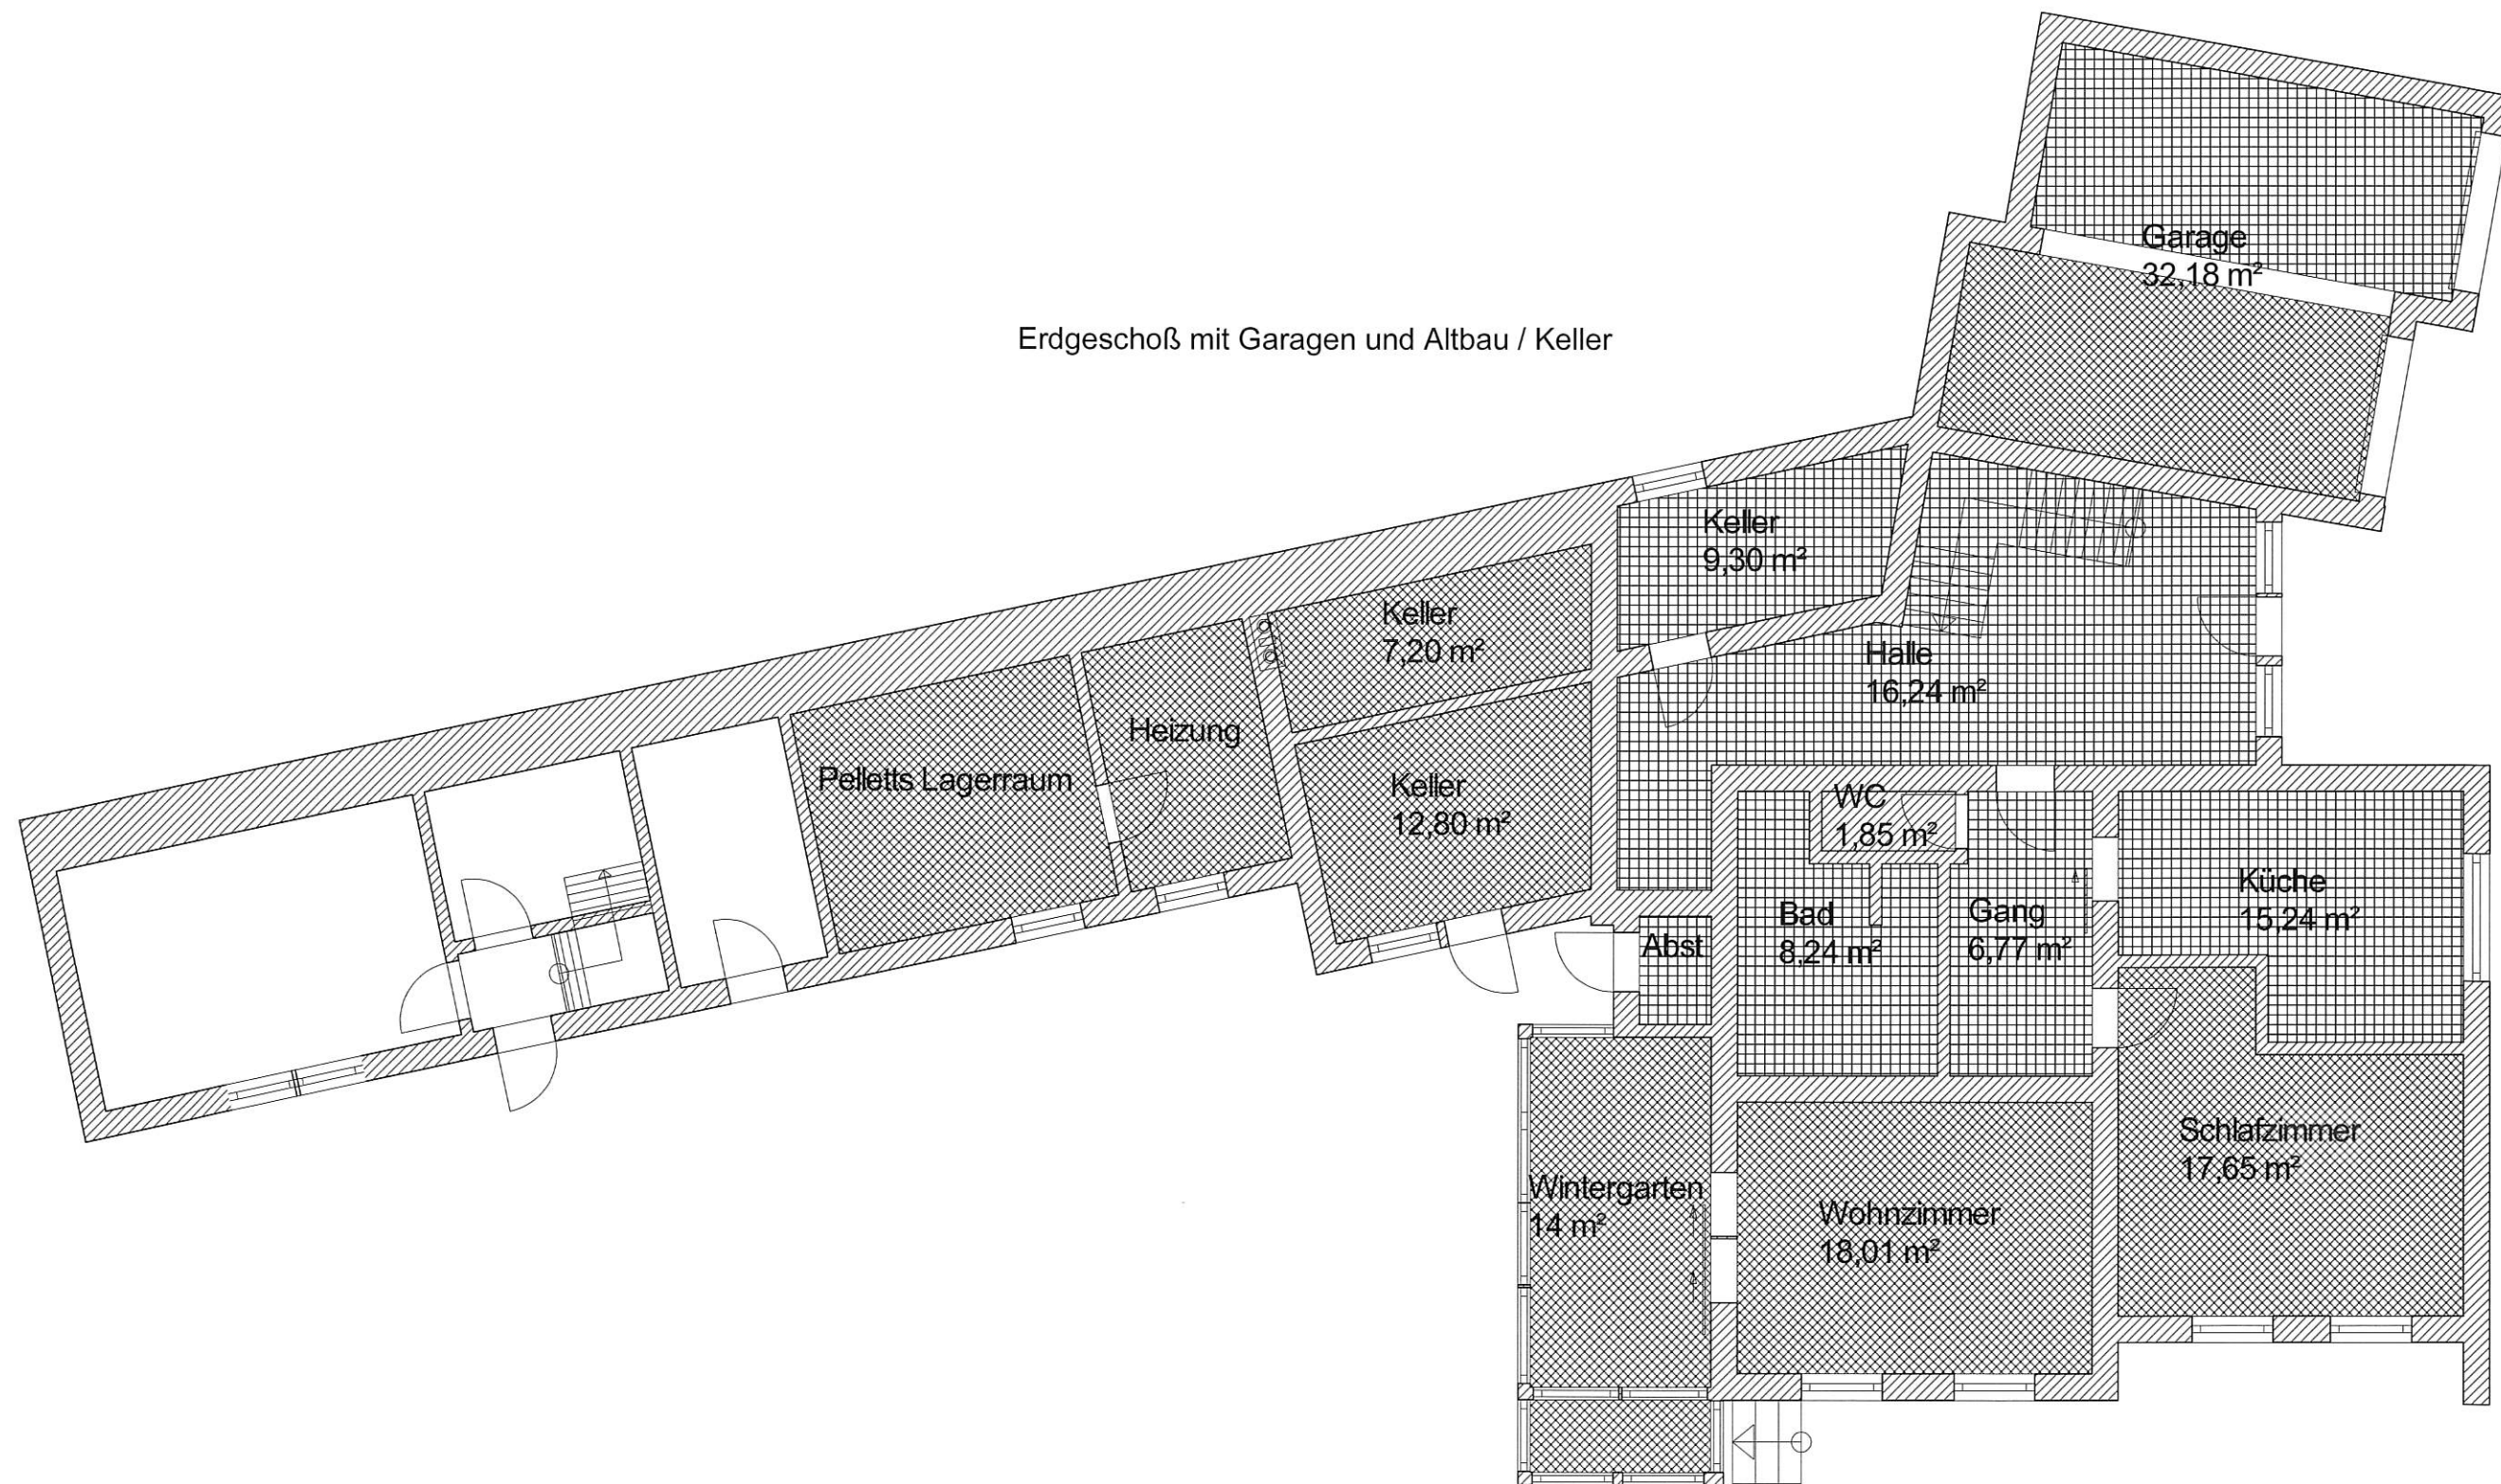 Garage
32,18 m²
Erdgeschoß mit Garagen und Altbau / Keller
Keller
9,30 m²
Keller
7,20 m²
Halle
16,24 m²
Heizung
Pelletts Lagerraum
Keller
12,80 m²
WC
1,85 m²
Küche
15,24 m²
Bad
8,24 m²
Gang
6,77 m²
Abst
Schlafzimmer
17,65 m²
Wintergarten
14 m²
Wohnzimmer
18,01 m²